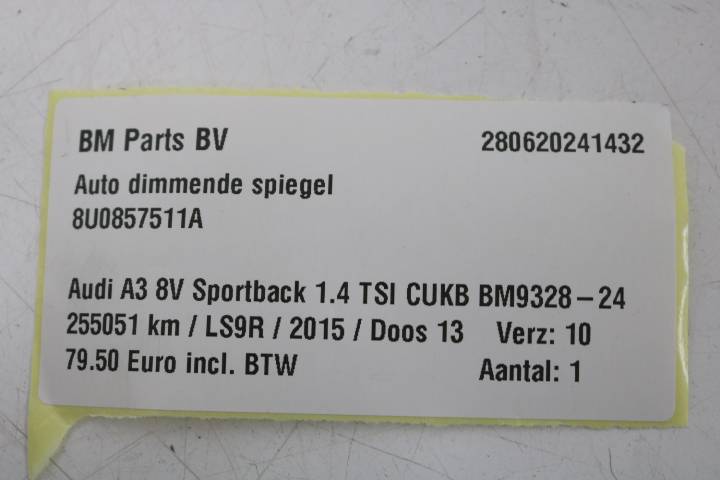 BM Parts BV 280620241432
Auto dimmende spiegel
8U0857511A
Audi A3 8V Sportback 1.4 TSI CUKB BM9328-24
255051 km / LS9R / 2015 / Doos 13 Verz: 10
79.50 Euro incl. BTW Aantal: 1